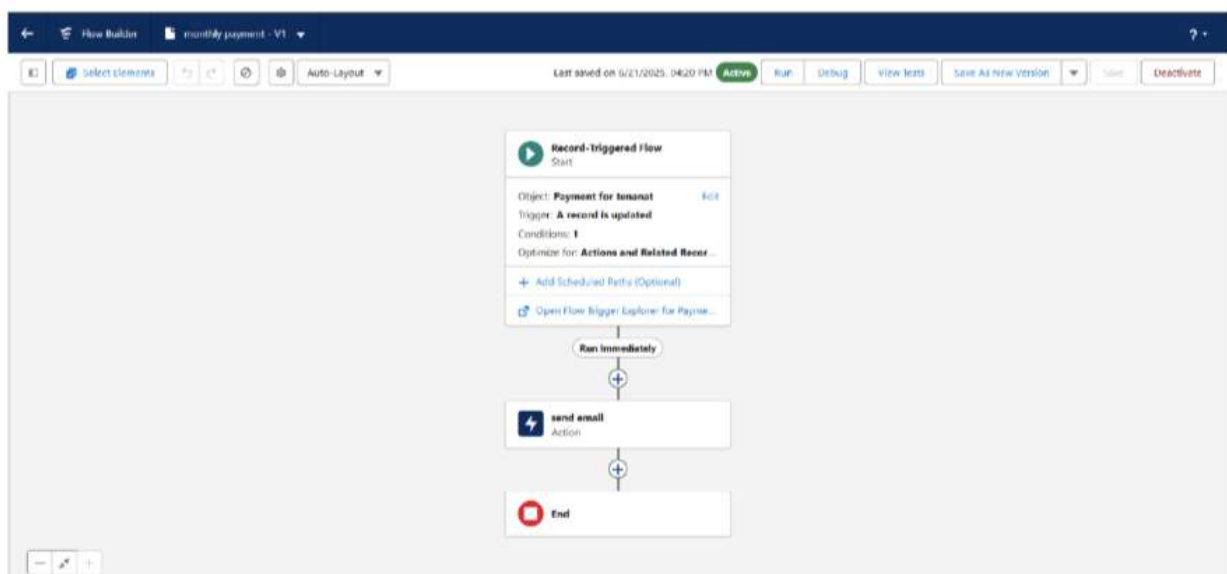 Flow Builder
monthly payment - V1
?
Select Elements
Auto-Layout
Last saved on 6/21/2025, 04:20 PM
Active
Run
Debug
View Tests
Save As New Version
Save
Deactivate
Record-Triggered Flow
Start
Object: Payment for tenanat
Edit
Trigger: A record is updated
Conditions: 1
Optimize for: Actions and Related Recor...
+ Add Scheduled Paths (Optional)
Open Flow Trigger Explorer for Payme...
Run Immediately
send email
Action
End